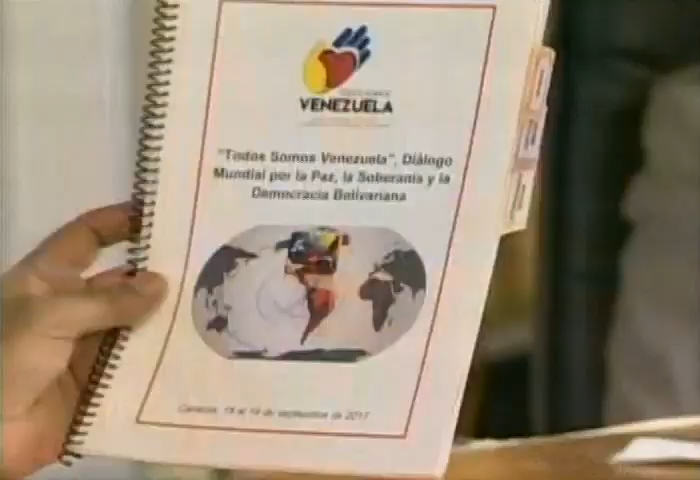 VENEZUELA
"Todos Somos Venezuela", Diálogo
Mundial por la Paz, la Soberanía y la
Democracia Bolivariana
Caracas, 16 al 19 de septiembre de 2017